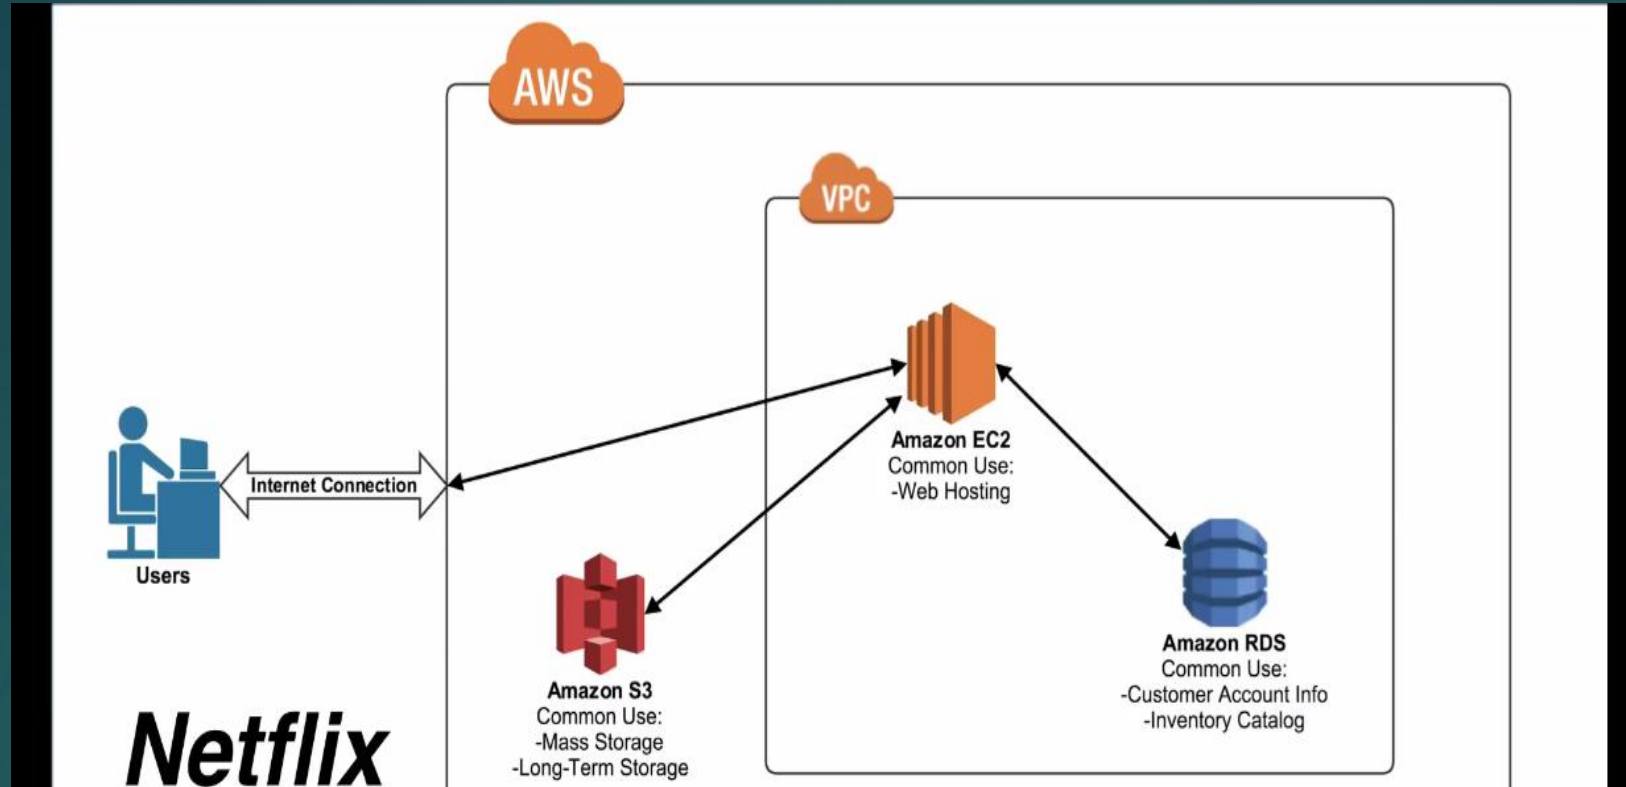 AWS
VPC
Amazon EC2
Common Use:
-Web Hosting
Internet Connection
Users
Amazon RDS
Common Use:
-Customer Account Info
-Inventory Catalog
Amazon S3
Common Use:
-Mass Storage
-Long-Term Storage
Netflix